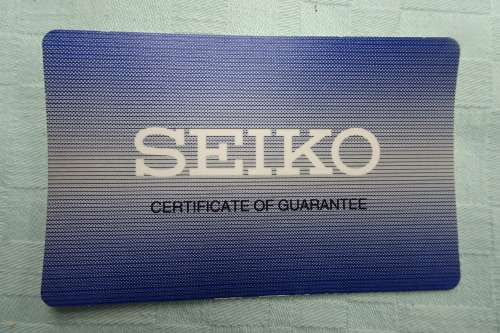 SEIKO
CERTIFICATE OF GUARANTEE